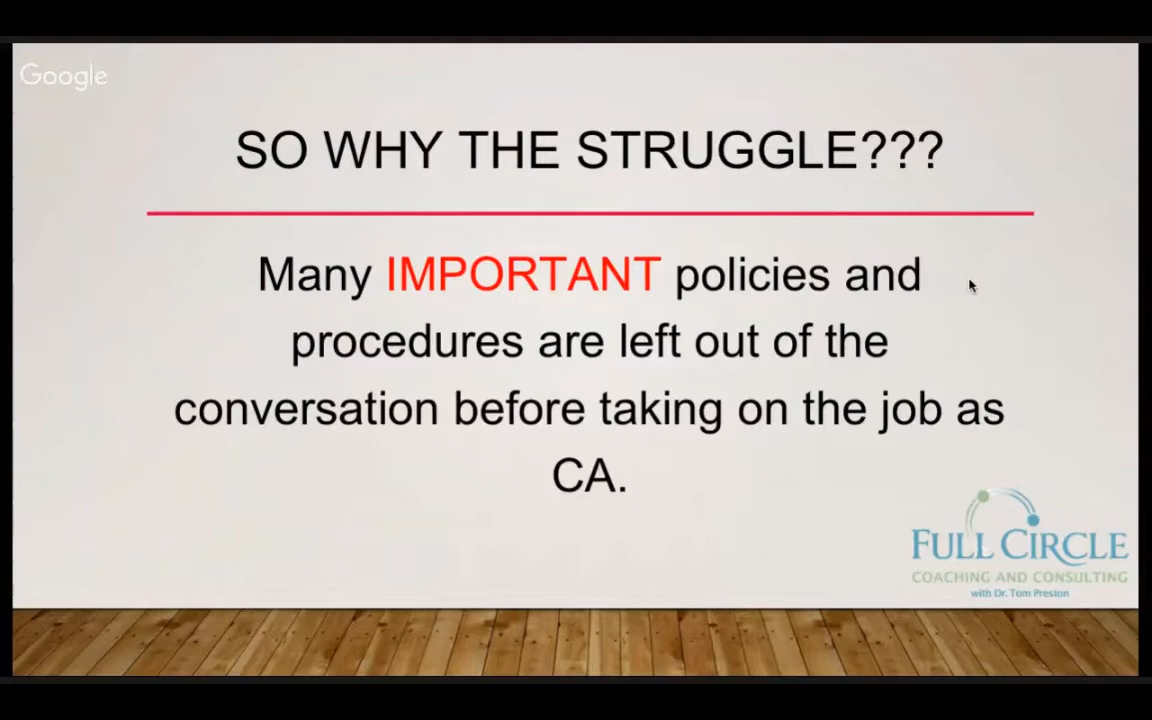 Google
SO WHY THE STRUGGLE???
Many IMPORTANT policies and
procedures are left out of the
conversation before taking on the job as
CA.
FULL CIRCLE
COACHING AND CONSULTING
with Dr. Tom Preston